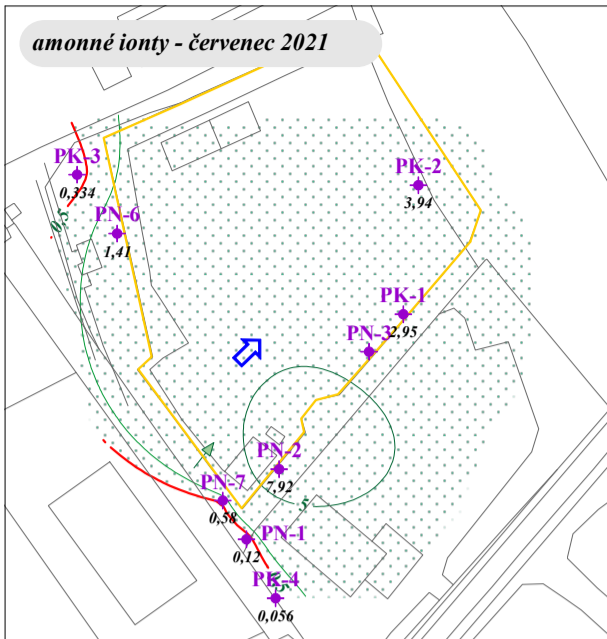 amonné ionty - červenec 2021
PK-3
0,334
PK-2
3,94
0,5
PN-6
1,41
PK-1
2,95
PN-3
PN-2
7,92
PN-7
0,58
5
PN-1
0,12
0,5
PK-4
0,056